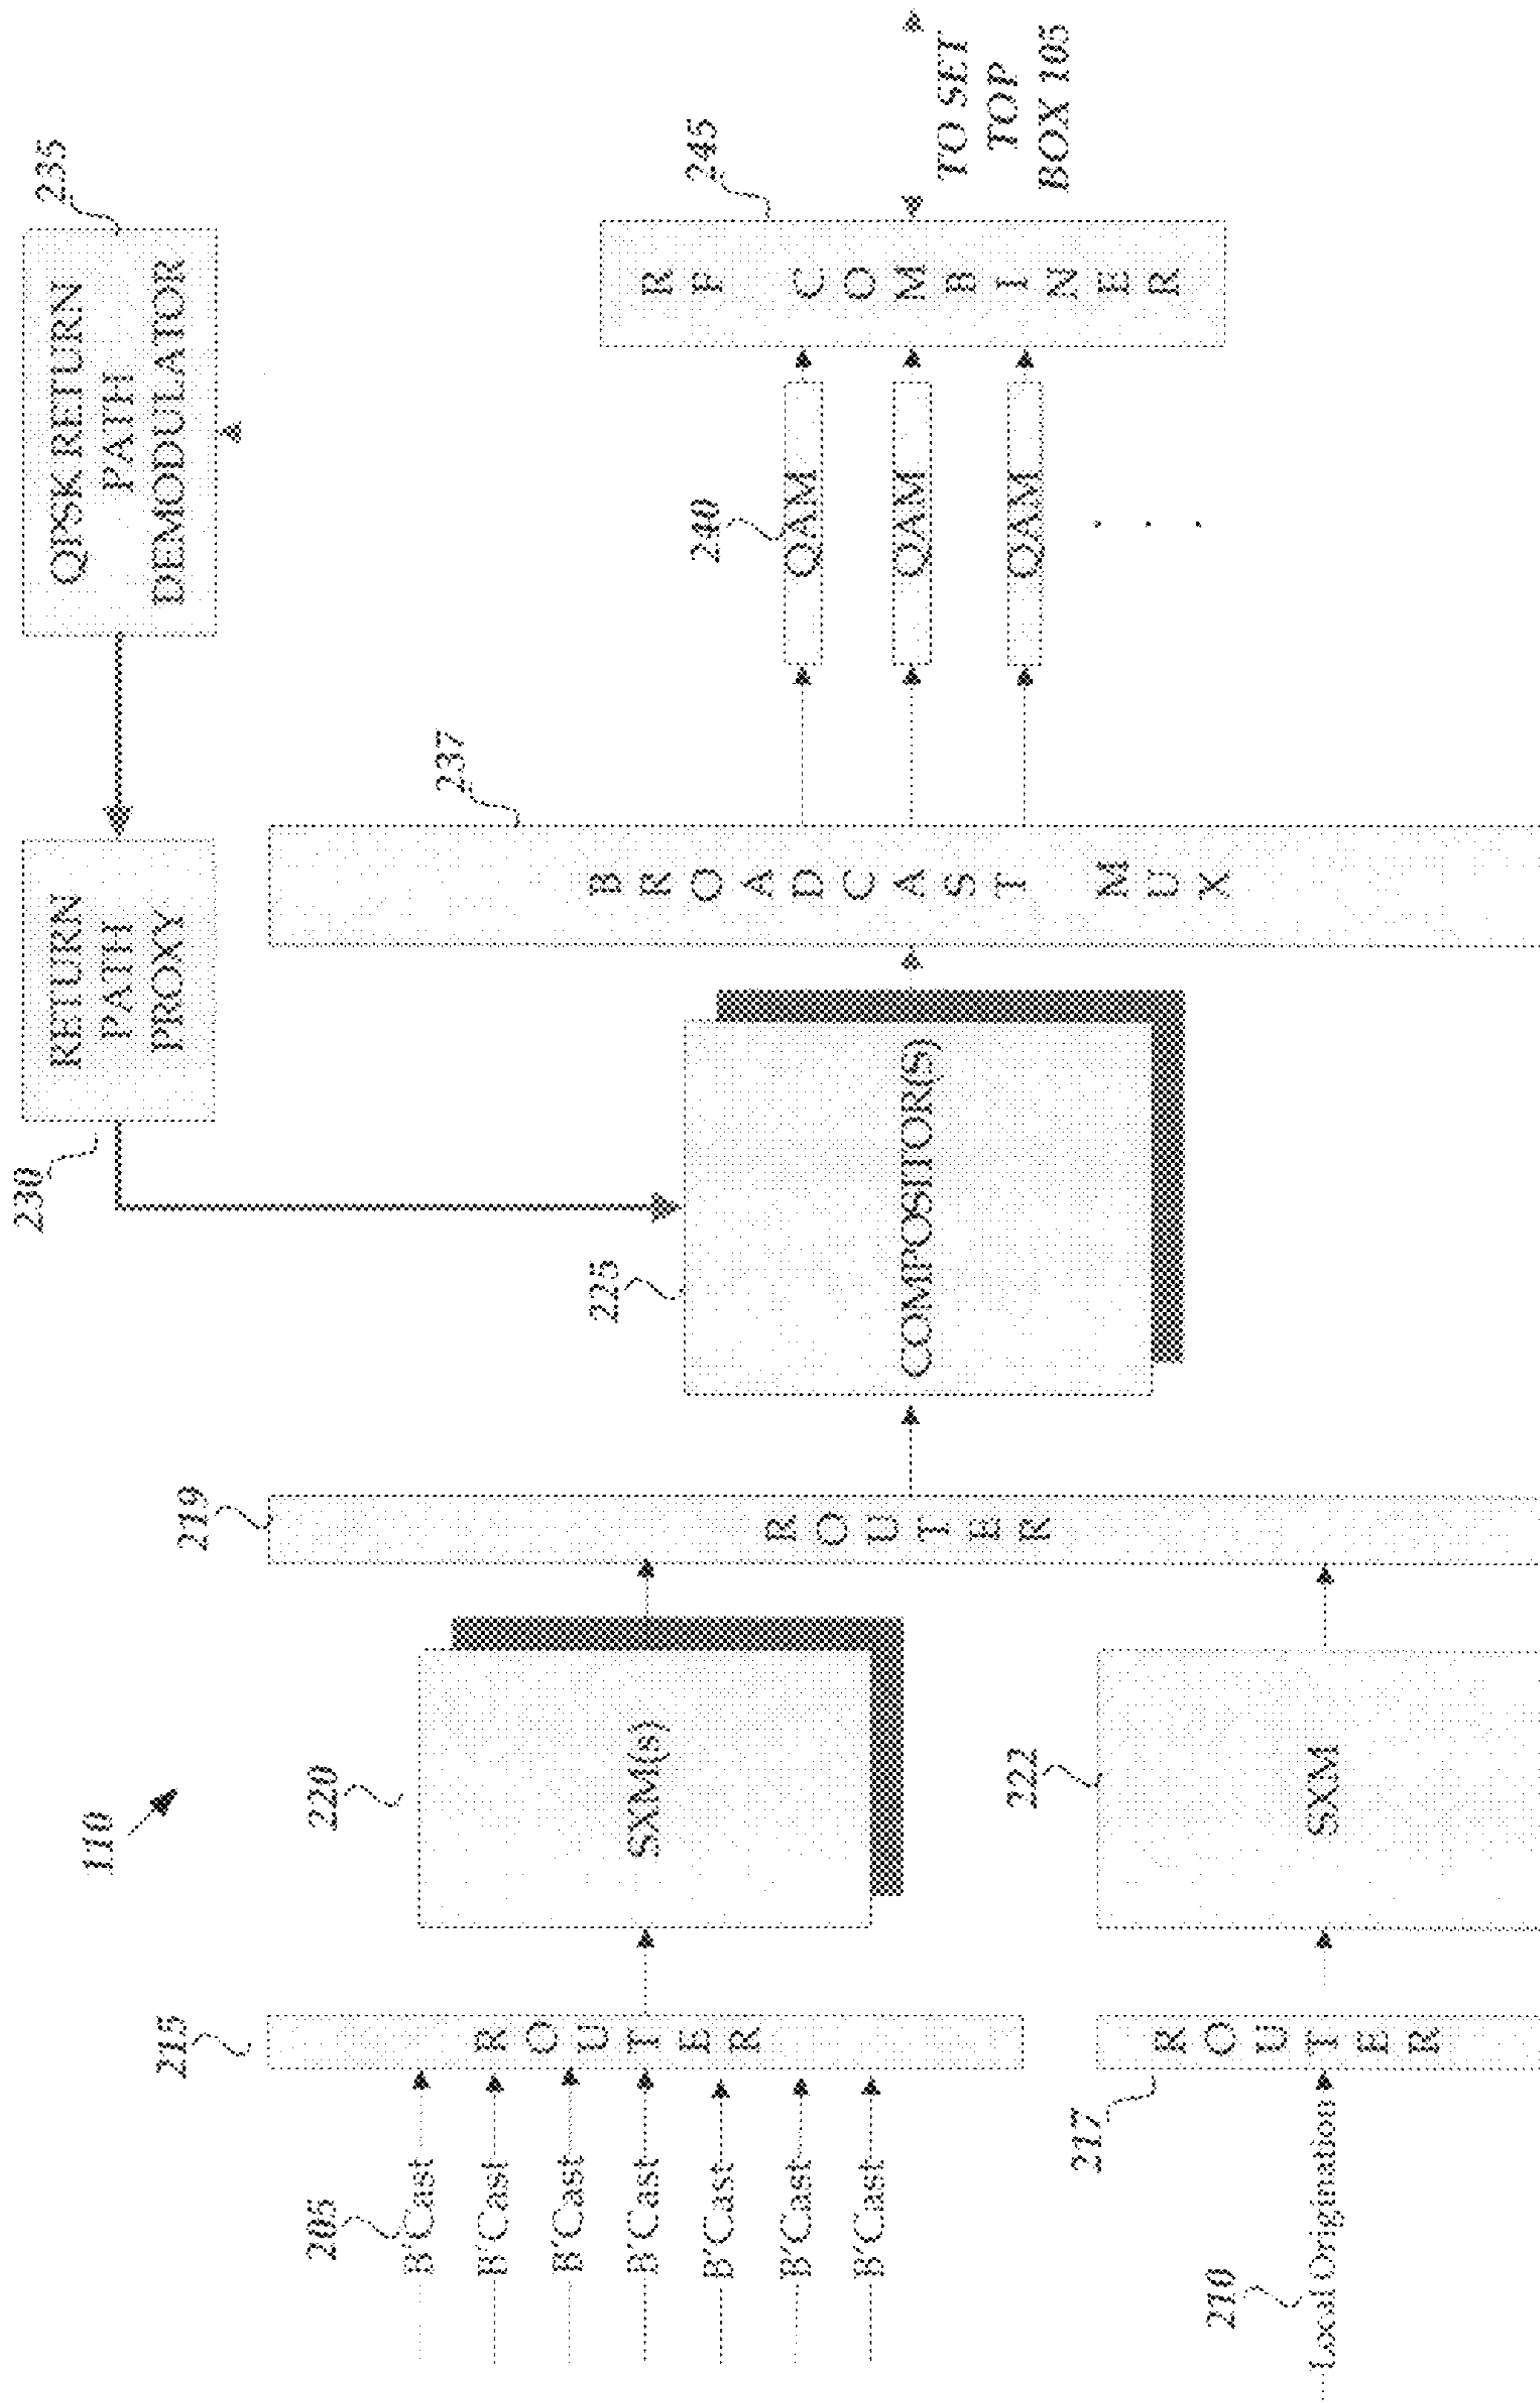 110
205
B'Cast
B'Cast
B'Cast
B'Cast
B'Cast
B'Cast
B'Cast
210
Local Origination
215
ROUTER
217
ROUTER
220
SXM(s)
222
SXM
219
ROUTER
225
COMPOSITOR(S)
230
RETURN
PATH
PROXY
235
QPSK RETURN
PATH
DEMODULATOR
237
BROADCAST MUX
240
QAM
QAM
QAM
. . .
245
RF COMBINER
TO SET
TOP
BOX 105